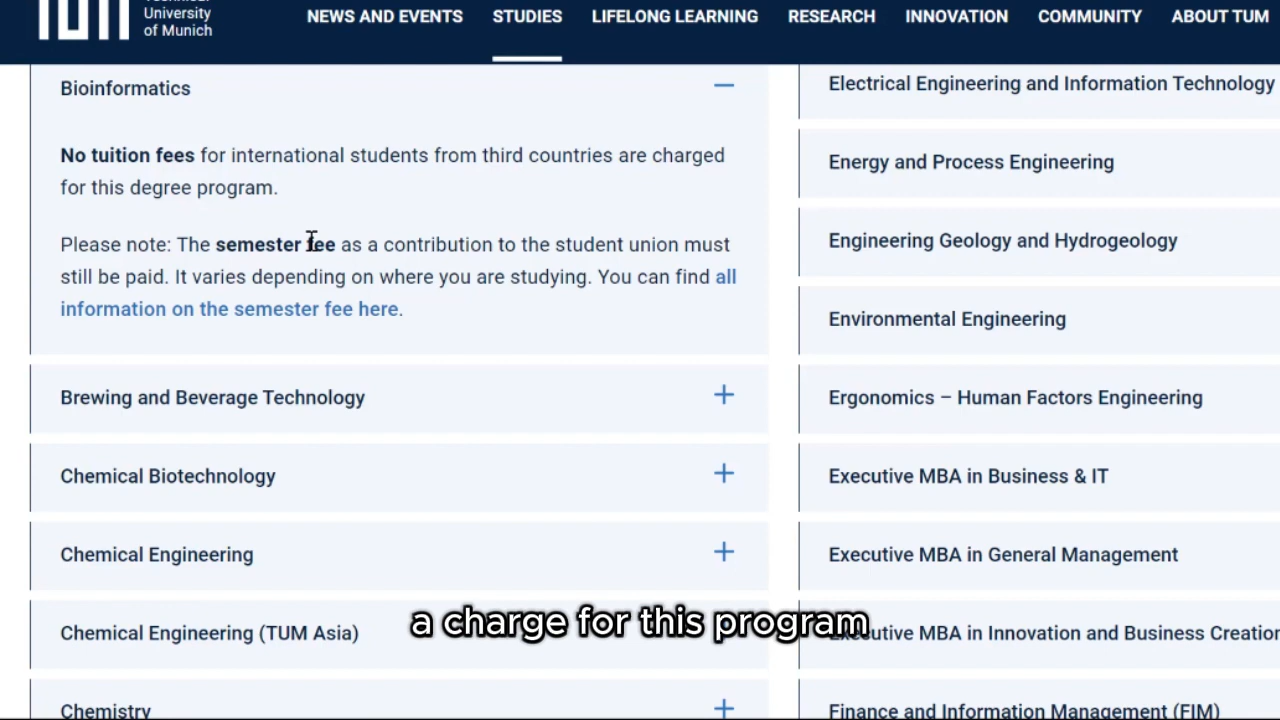 University
of Munich
NEWS AND EVENTS
STUDIES
LIFELONG LEARNING
RESEARCH
INNOVATION
COMMUNITY
ABOUT TUM
Bioinformatics
No tuition fees for international students from third countries are charged
for this degree program.
Please note: The semester fee as a contribution to the student union must
still be paid. It varies depending on where you are studying. You can find all
information on the semester fee here.
Brewing and Beverage Technology
Chemical Biotechnology
Chemical Engineering
Chemical Engineering (TUM Asia)
Chemistry
Electrical Engineering and Information Technology
Energy and Process Engineering
Engineering Geology and Hydrogeology
Environmental Engineering
Ergonomics – Human Factors Engineering
Executive MBA in Business & IT
Executive MBA in General Management
Executive MBA in Innovation and Business Creation
Finance and Information Management (FIM)
a charge for this program